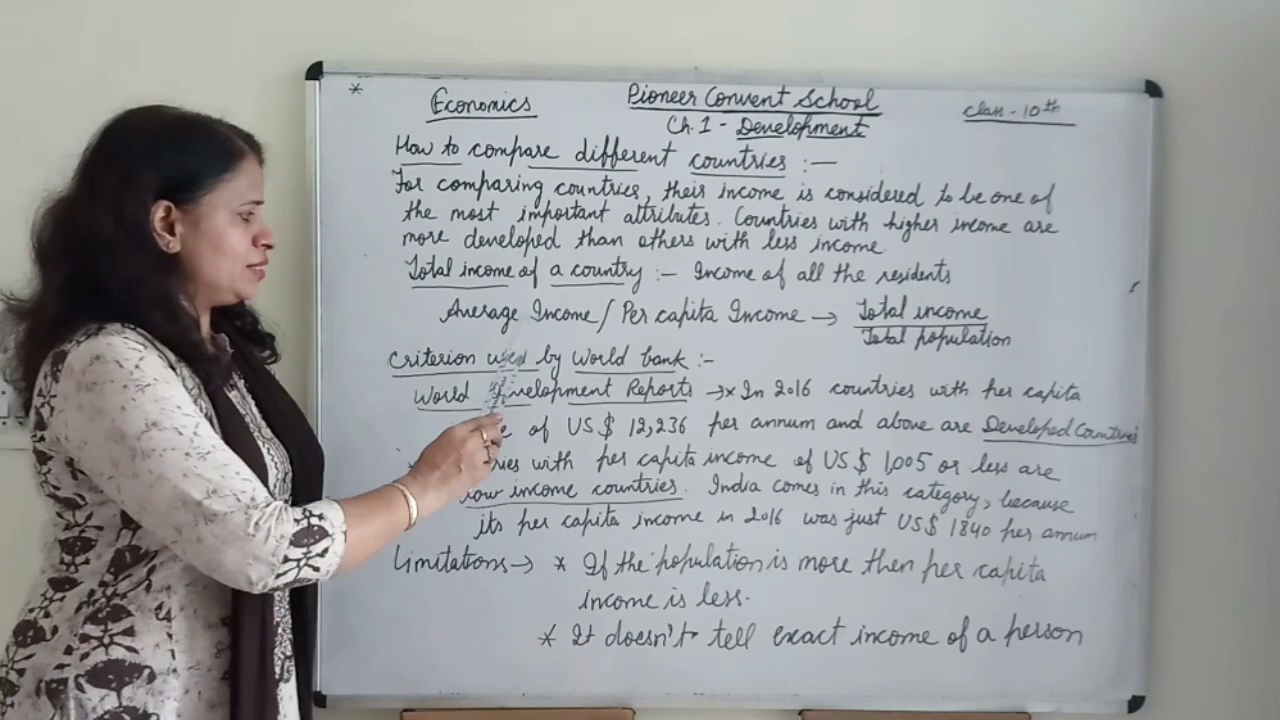 *
Economics
Pioneer Convent School
Class - 10th
Ch. 1 - Development
How to compare different countries :—
For comparing countries, their income is considered to be one of
the most important attributes. Countries with higher income are
more developed than others with less income.
Total income of a country :- Income of all the residents
Average Income / Per capita Income → Total income
Total population
Criterion used by World bank :-
World Development Reports → * In 2016 countries with per capita
of US $ 12,236 per annum and above are Developed Countries
with per capita income of US $ 1,005 or less are
low income countries. India comes in this category, because
its per capita income in 2016 was just US $ 1840 per annum
Limitations → * If the population is more then per capita
income is less.
* It doesn't tell exact income of a person